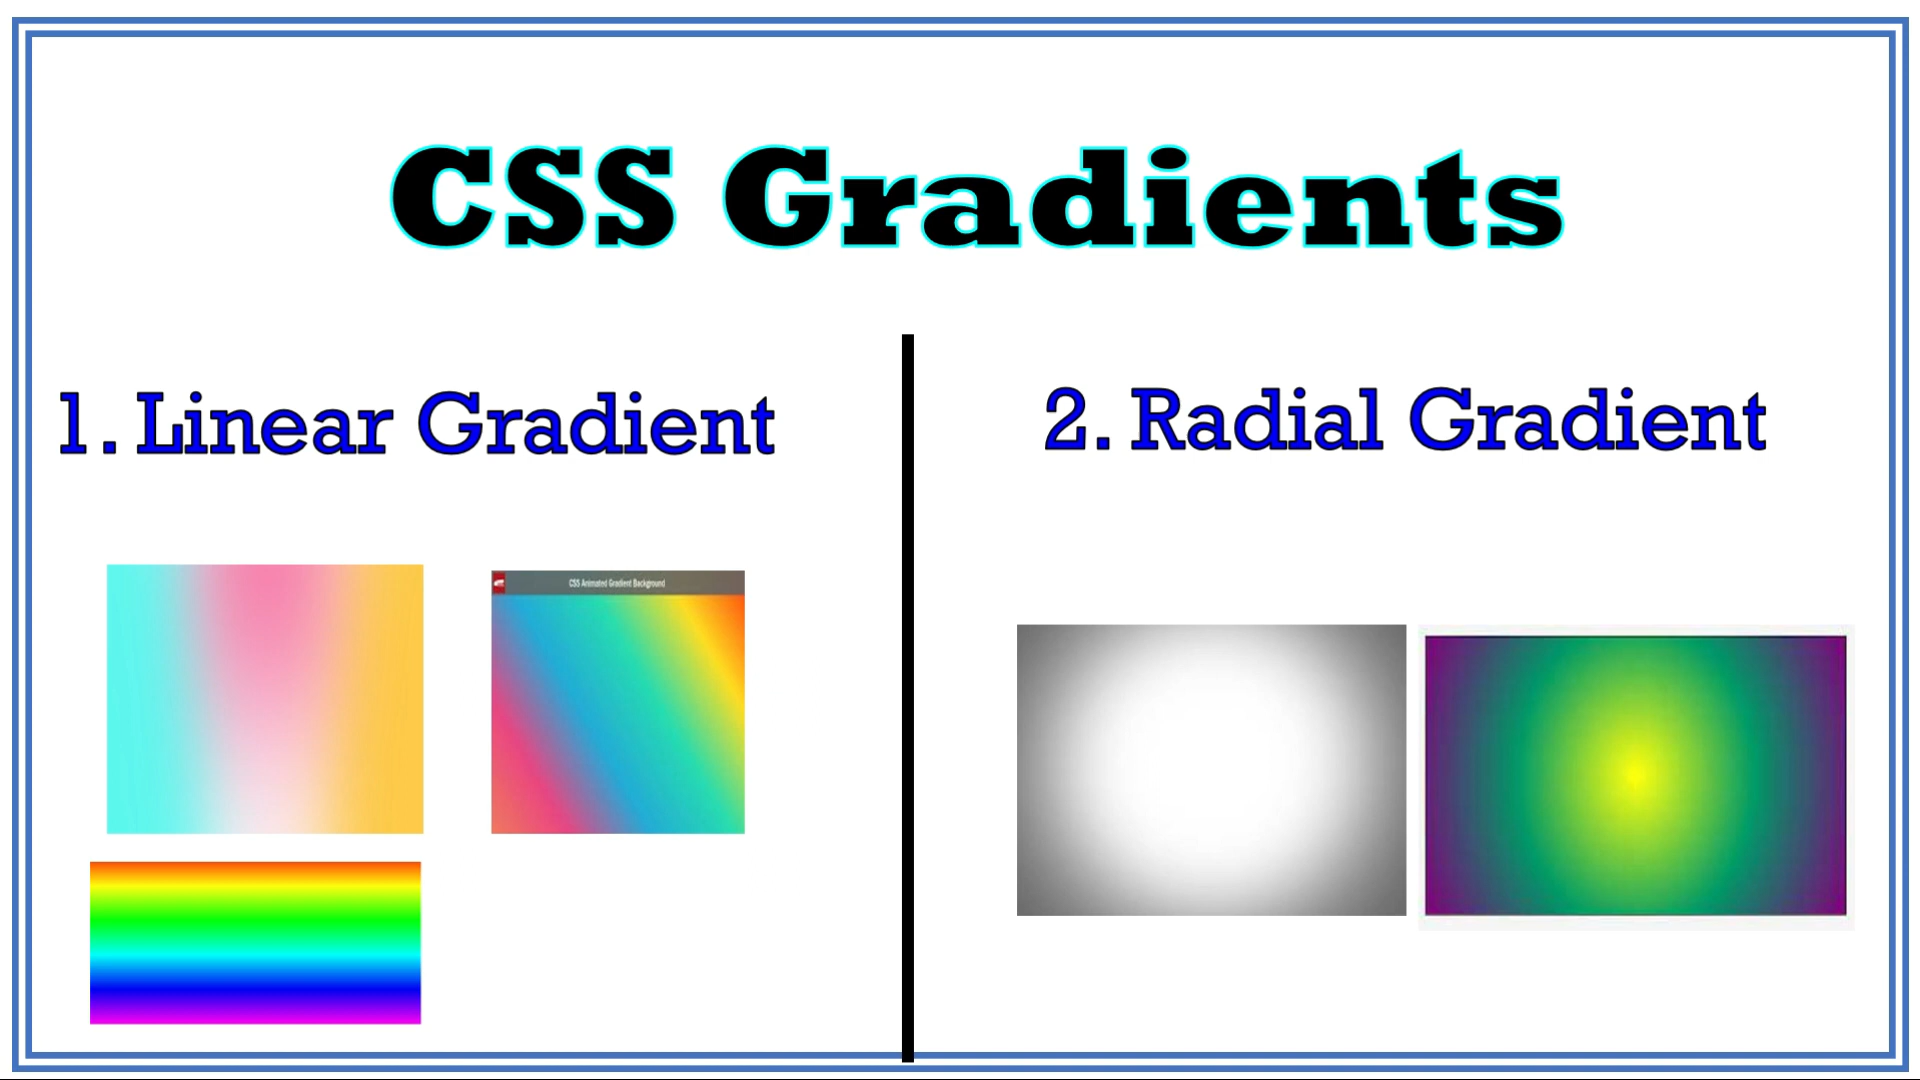 CSS Gradients
1. Linear Gradient
2. Radial Gradient
CSS Animated Gradient Background